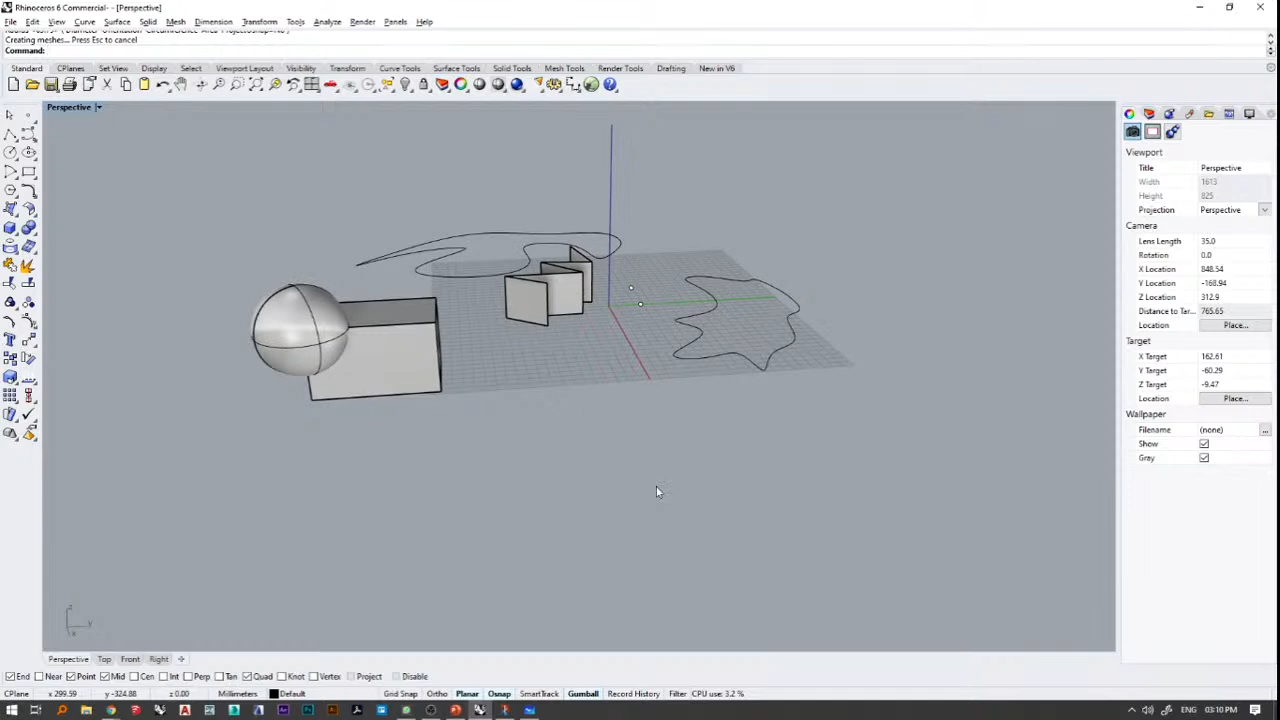 Rhinoceros 6 Commercial- - [Perspective]
File Edit View Curve Surface Solid Mesh Dimension Transform Tools Analyze Render Panels Help
Creating meshes... Press Esc to cancel
Command:
Standard CPlanes Set View Display Select Viewport Layout Visibility Transform Curve Tools Surface Tools Solid Tools Mesh Tools Render Tools Drafting New in V6
Perspective
Viewport
Title Perspective
Width 1613
Height 825
Projection Perspective
Camera
Lens Length 35.0
Rotation 0.0
X Location 848.54
Y Location -168.94
Z Location 312.9
Distance to Tar... 765.65
Location Place...
Target
X Target 162.61
Y Target -60.29
Z Target -9.47
Location Place...
Wallpaper
Filename (none) ...
Show
Gray
z
y
x
Perspective Top Front Right
End Near Point Mid Cen Int Perp Tan Quad Knot Vertex Project Disable
CPlane x 299.59 y -324.88 z 0.00 Millimeters Default Grid Snap Ortho Planar Osnap SmartTrack Gumball Record History Filter CPU use: 3.2 %
03:10 PM